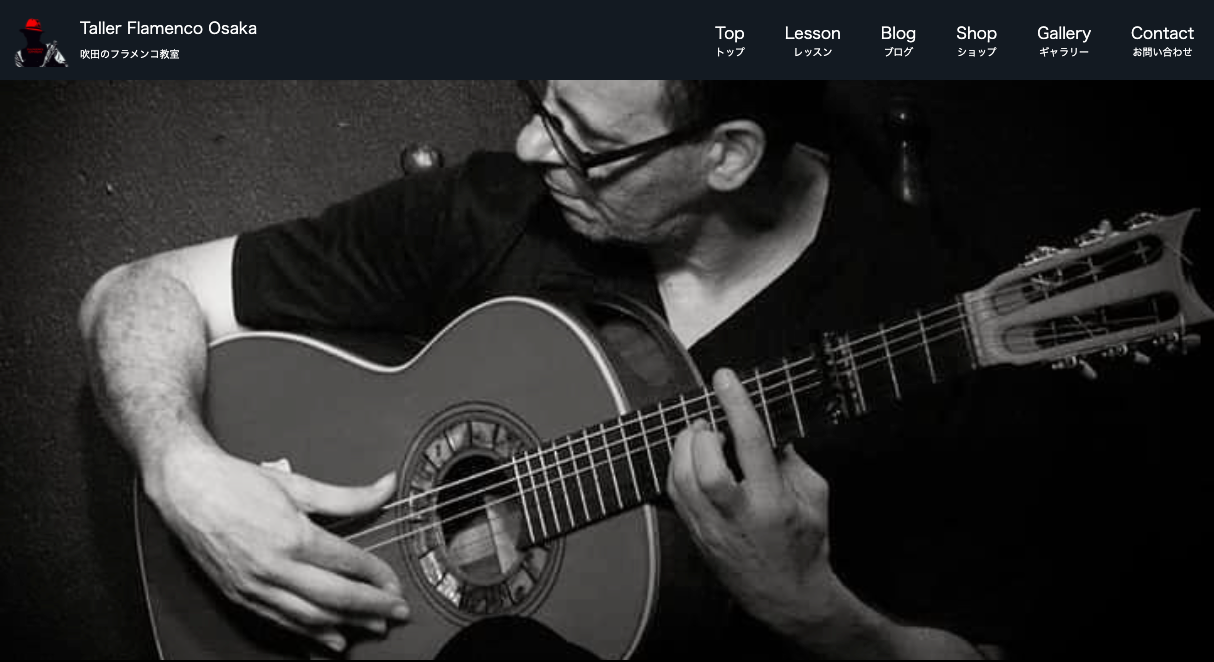 Taller Flamenco Osaka
吹田のフラメンコ教室
Top
トップ
Lesson
レッスン
Blog
ブログ
Shop
ショップ
Gallery
ギャラリー
Contact
お問い合わせ